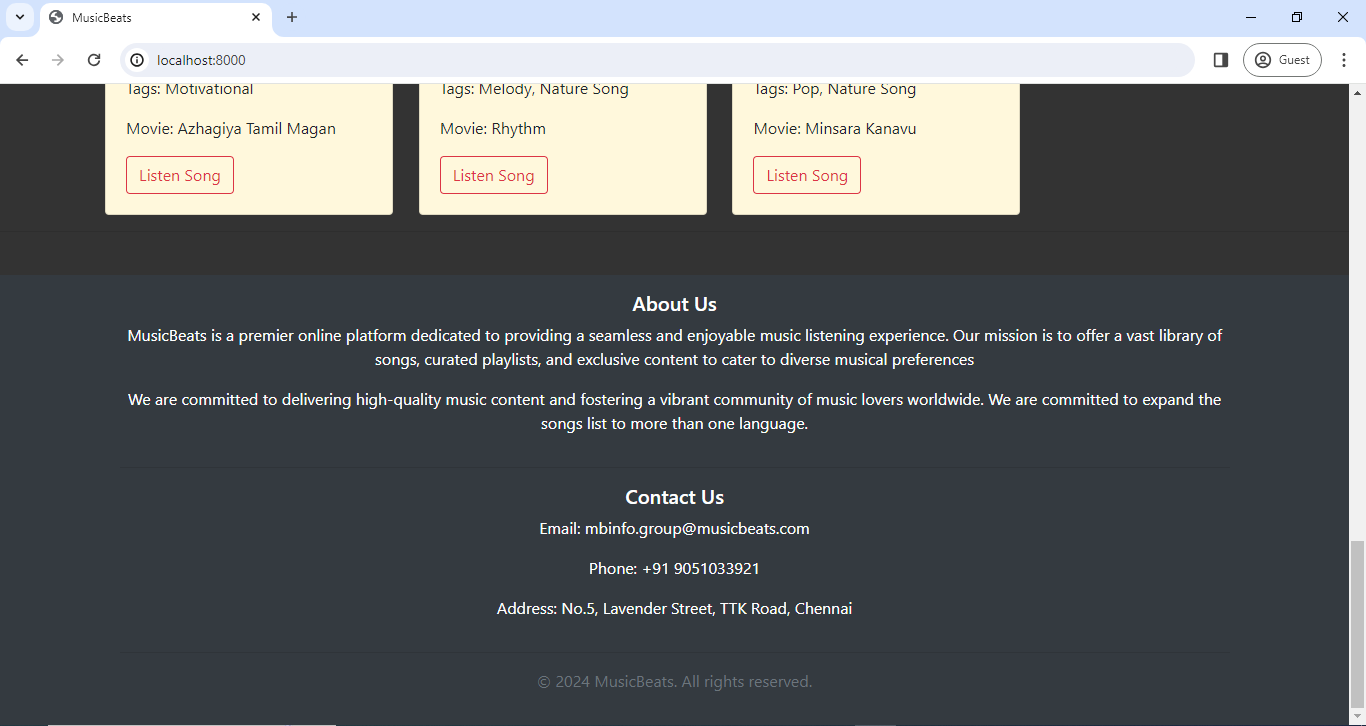 MusicBeats
localhost:8000
Guest
Tags: Motivational
Tags: Melody, Nature Song
Tags: Pop, Nature Song
Movie: Azhagiya Tamil Magan
Movie: Rhythm
Movie: Minsara Kanavu
Listen Song
Listen Song
Listen Song
About Us
MusicBeats is a premier online platform dedicated to providing a seamless and enjoyable music listening experience. Our mission is to offer a vast library of
songs, curated playlists, and exclusive content to cater to diverse musical preferences
We are committed to delivering high-quality music content and fostering a vibrant community of music lovers worldwide. We are committed to expand the
songs list to more than one language.
Contact Us
Email: mbinfo.group@musicbeats.com
Phone: +91 9051033921
Address: No.5, Lavender Street, TTK Road, Chennai
© 2024 MusicBeats. All rights reserved.